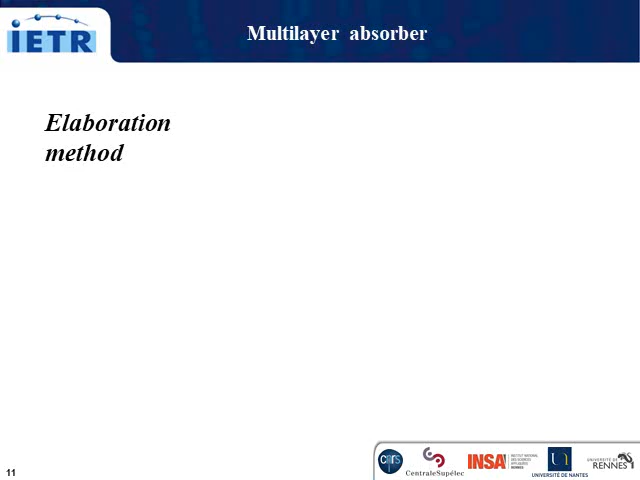 IETR
Multilayer absorber
Elaboration
method
11
cnrs
CentraleSupélec
INSA
INSTITUT NATIONAL
DES SCIENCES
APPLIQUÉES
RENNES
UNIVERSITÉ DE NANTES
UNIVERSITÉ DE
RENNES 1